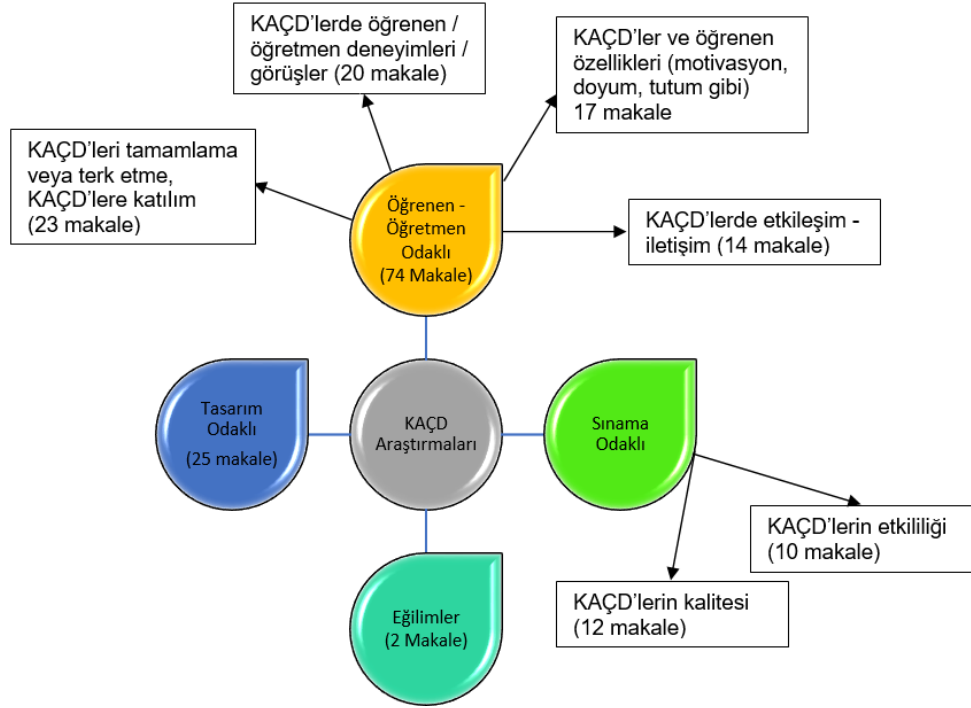 KAÇD'lerde öğrenen /
öğretmen deneyimleri /
görüşler (20 makale)
KAÇD'ler ve öğrenen
özellikleri (motivasyon,
doyum, tutum gibi)
17 makale
KAÇD'leri tamamlama
veya terk etme,
KAÇD'lere katılım
(23 makale)
Öğrenen -
Öğretmen
Odaklı
(74 Makale)
KAÇD'lerde etkileşim -
iletişim (14 makale)
Tasarım
Odaklı
(25 makale)
KAÇD
Araştırmaları
Sınama
Odaklı
KAÇD'lerin etkililiği
(10 makale)
KAÇD'lerin kalitesi
(12 makale)
Eğilimler
(2 Makale)